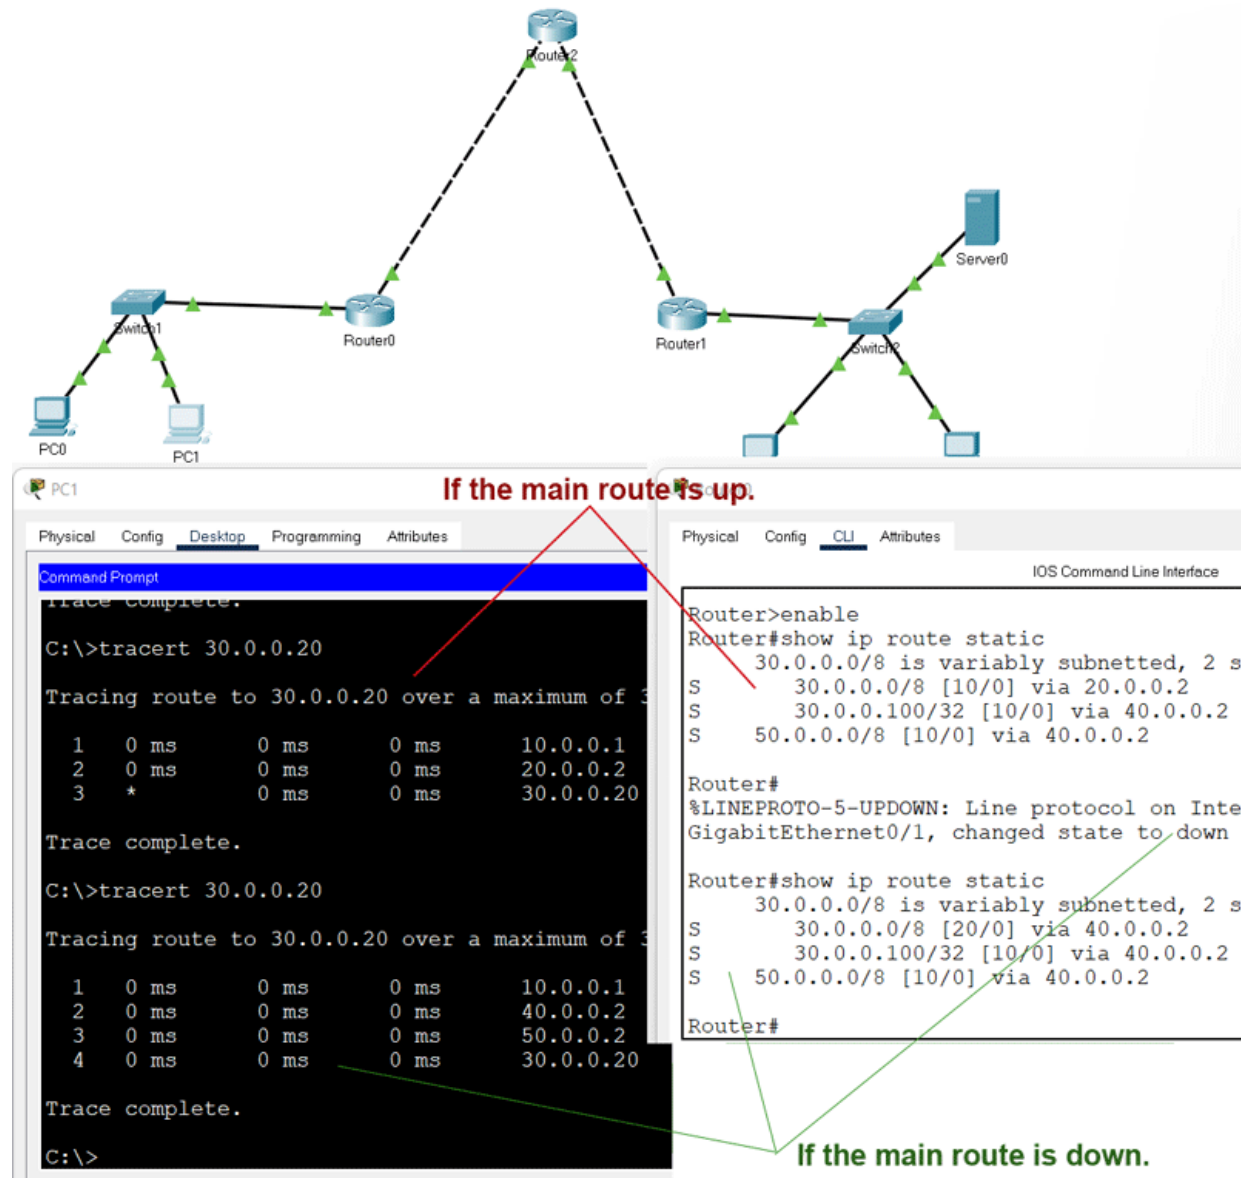 Router2
Server0
Switch1
Router0
Router1
Switch2
PC0
PC1
If the main route is up.
PC1
Physical Config Desktop Programming Attributes
Command Prompt
Trace complete.
C:\>tracert 30.0.0.20
Tracing route to 30.0.0.20 over a maximum of 3
1 0 ms 0 ms 0 ms 10.0.0.1
2 0 ms 0 ms 0 ms 20.0.0.2
3 * 0 ms 0 ms 30.0.0.20
Trace complete.
C:\>tracert 30.0.0.20
Tracing route to 30.0.0.20 over a maximum of 3
1 0 ms 0 ms 0 ms 10.0.0.1
2 0 ms 0 ms 0 ms 40.0.0.2
3 0 ms 0 ms 0 ms 50.0.0.2
4 0 ms 0 ms 0 ms 30.0.0.20
Trace complete.
C:\>
Physical Config CLI Attributes
IOS Command Line Interface
Router>enable
Router#show ip route static
30.0.0.0/8 is variably subnetted, 2 s
S 30.0.0.0/8 [10/0] via 20.0.0.2
S 30.0.0.100/32 [10/0] via 40.0.0.2
S 50.0.0.0/8 [10/0] via 40.0.0.2
Router#
%LINEPROTO-5-UPDOWN: Line protocol on Inte
GigabitEthernet0/1, changed state to down
Router#show ip route static
30.0.0.0/8 is variably subnetted, 2 s
S 30.0.0.0/8 [20/0] via 40.0.0.2
S 30.0.0.100/32 [10/0] via 40.0.0.2
S 50.0.0.0/8 [10/0] via 40.0.0.2
Router#
If the main route is down.